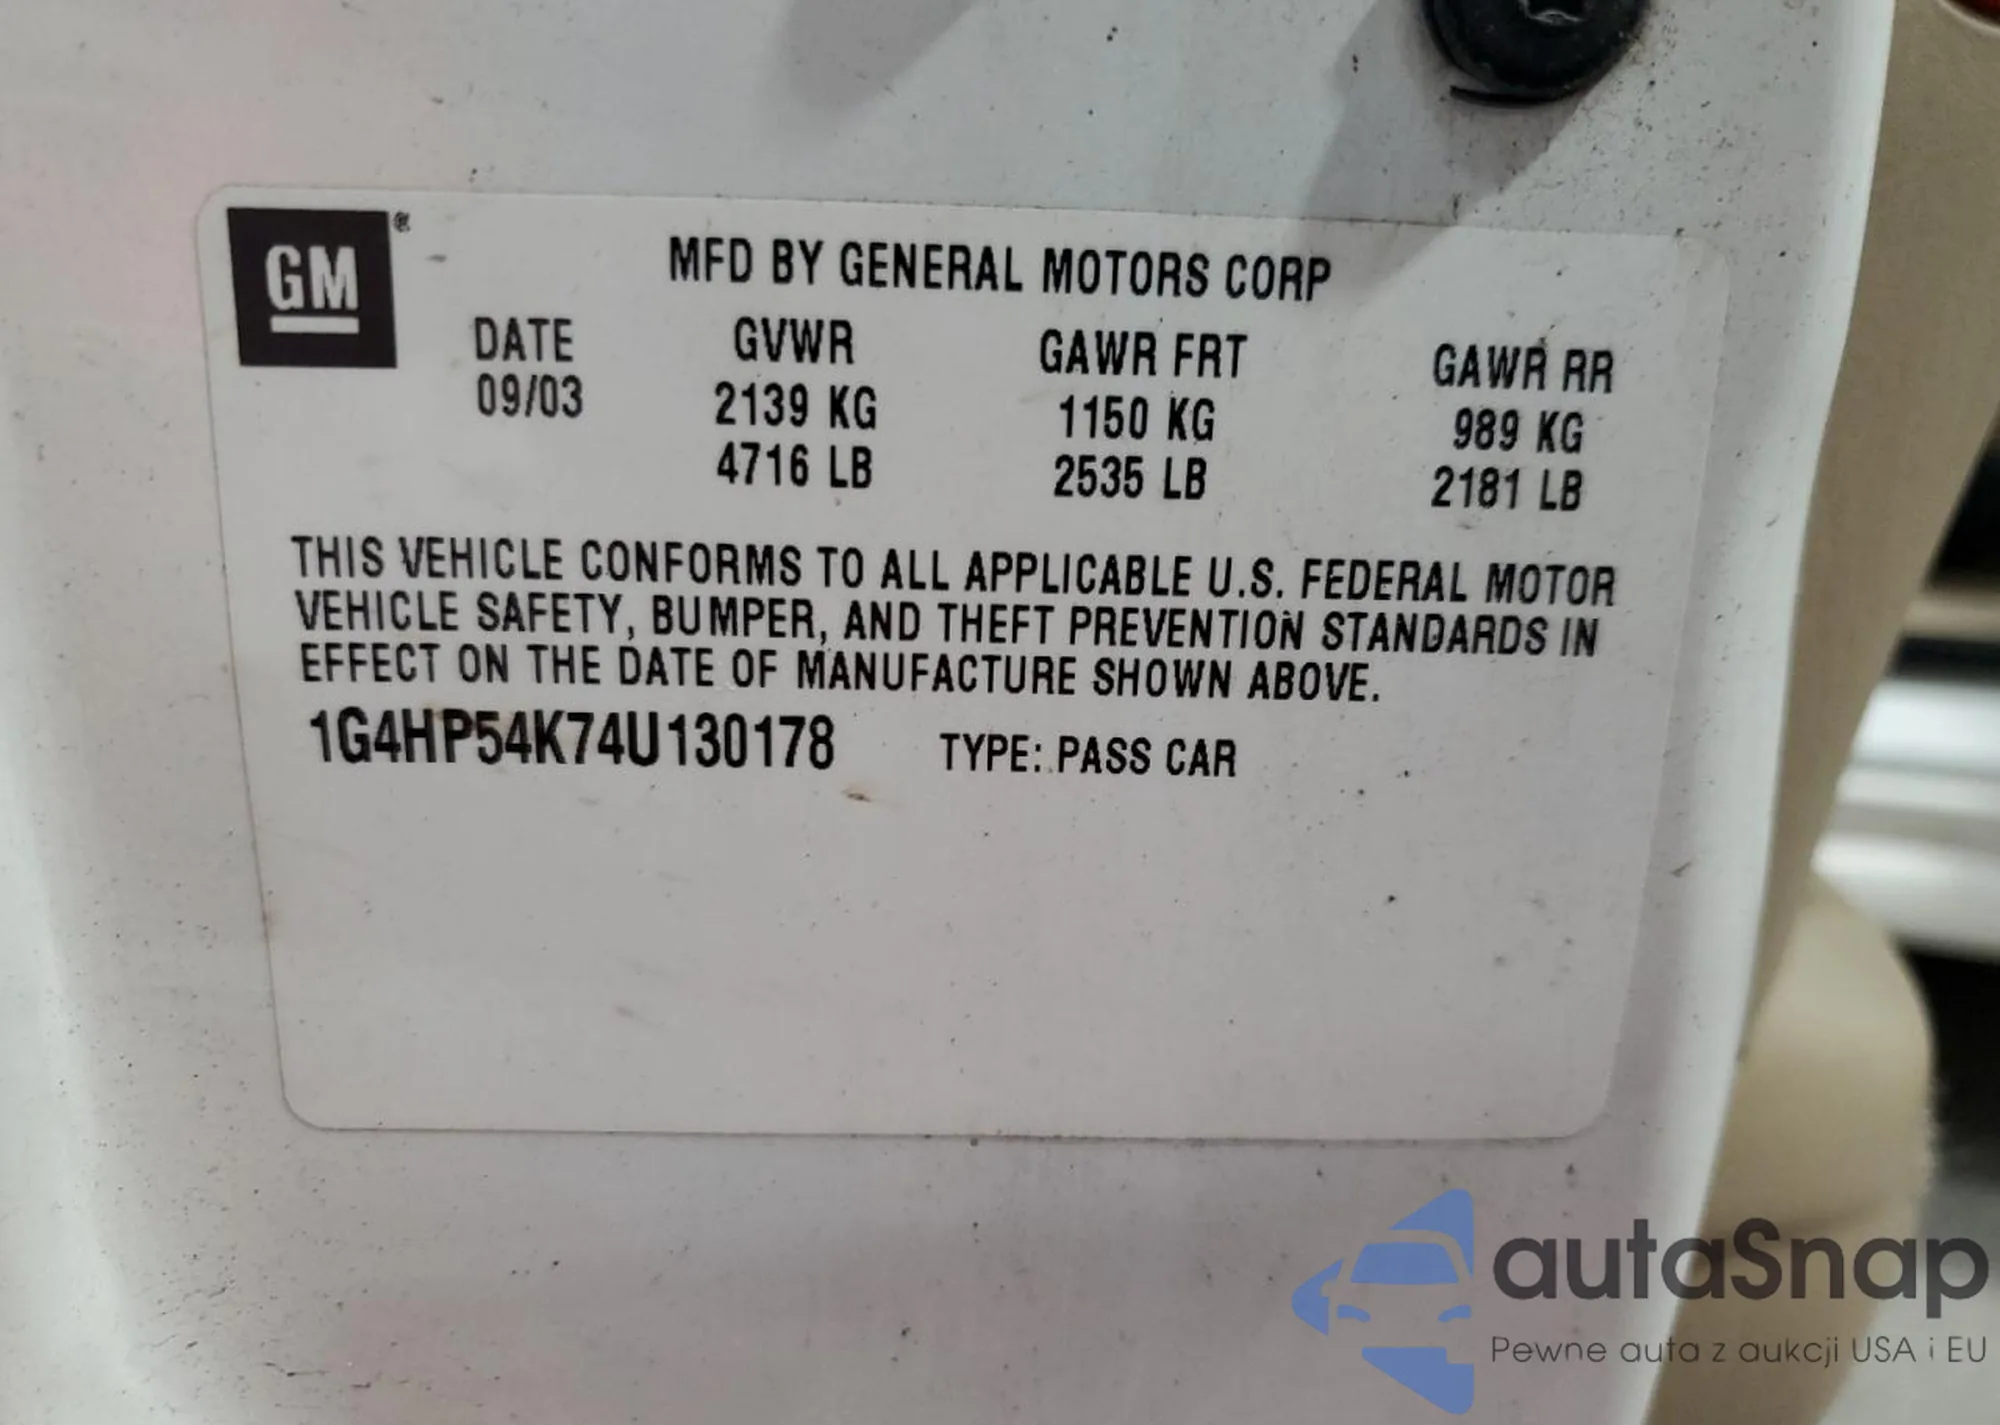 GM®
MFD BY GENERAL MOTORS CORP
DATE GVWR GAWR FRT GAWR RR
09/03 2139 KG 1150 KG 989 KG
4716 LB 2535 LB 2181 LB
THIS VEHICLE CONFORMS TO ALL APPLICABLE U.S. FEDERAL MOTOR
VEHICLE SAFETY, BUMPER, AND THEFT PREVENTION STANDARDS IN
EFFECT ON THE DATE OF MANUFACTURE SHOWN ABOVE.
1G4HP54K74U130178 TYPE: PASS CAR
autaSnap
Pewne auta z aukcji USA i EU